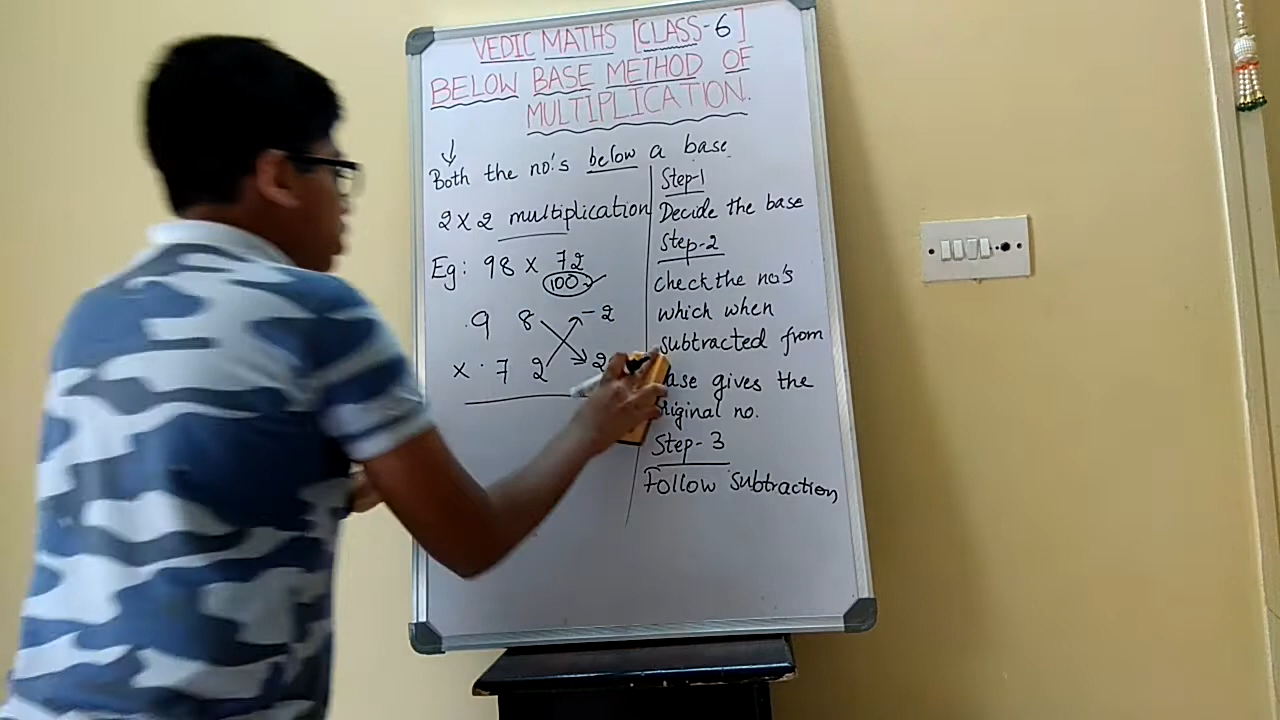 VEDIC MATHS [CLASS-6]
BELOW BASE METHOD OF
MULTIPLICATION.
↓
Both the no's below a base
2 x 2 multiplication
Eg: 98 x 72
100 ✓
.9 8 -2
x .7 2 2
Step-1
Decide the base
Step-2
check the no's
which when
subtracted from
gives the
no.
Step-3
Follow subtraction,